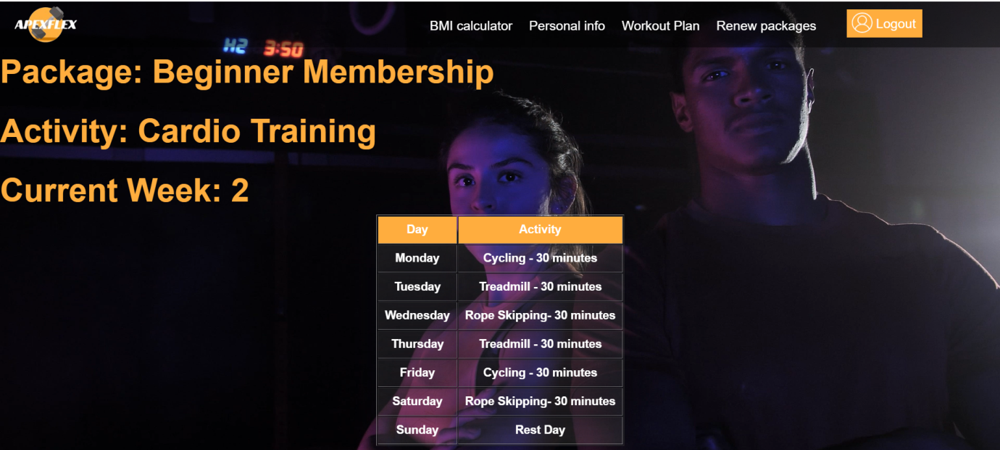 APEXFLEX
BMI calculator Personal info Workout Plan Renew packages Logout
H2 3:50
Package: Beginner Membership
Activity: Cardio Training
Current Week: 2
Day Activity
Monday Cycling - 30 minutes
Tuesday Treadmill - 30 minutes
Wednesday Rope Skipping- 30 minutes
Thursday Treadmill - 30 minutes
Friday Cycling - 30 minutes
Saturday Rope Skipping- 30 minutes
Sunday Rest Day